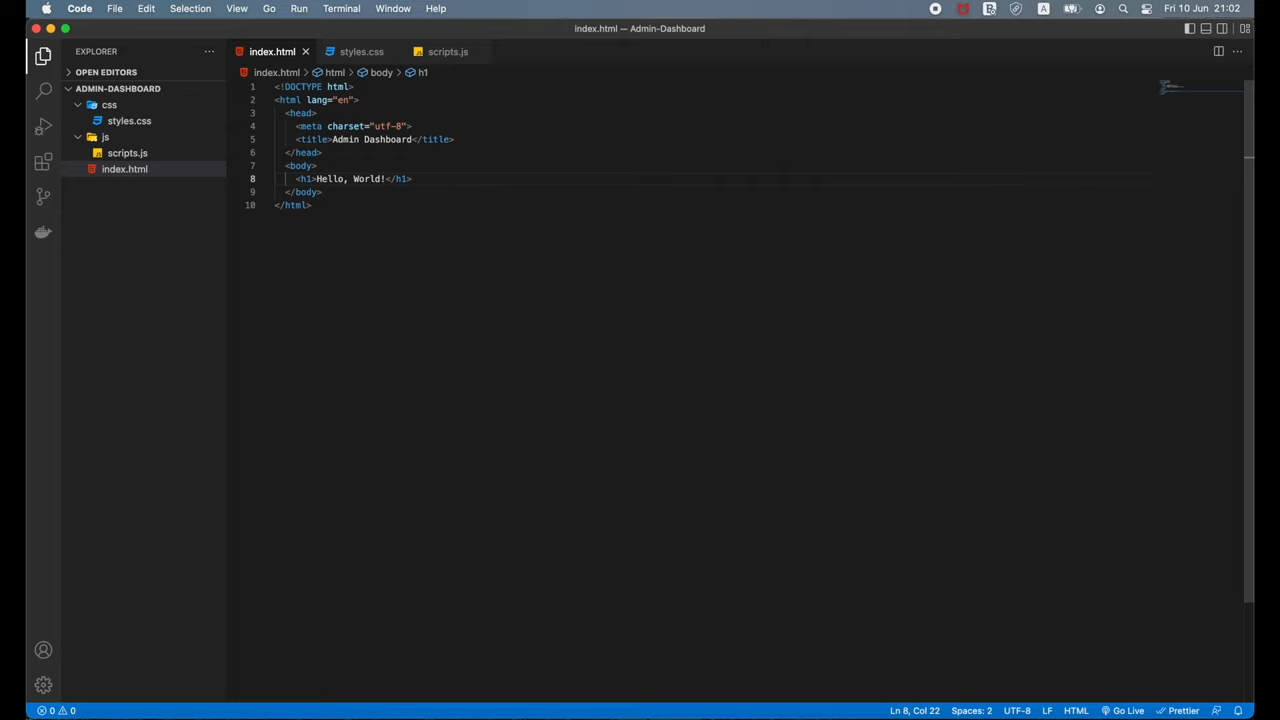 Code File Edit Selection View Go Run Terminal Window Help Fri 10 Jun 21:02
index.html — Admin-Dashboard
EXPLORER
index.html styles.css scripts.js
OPEN EDITORS
index.html html body h1
ADMIN-DASHBOARD
css
styles.css
js
scripts.js
index.html
1 <!DOCTYPE html>
2 <html lang="en">
3 <head>
4 <meta charset="utf-8">
5 <title>Admin Dashboard</title>
6 </head>
7 <body>
8 <h1>Hello, World!</h1>
9 </body>
10 </html>
0 0 Ln 8, Col 22 Spaces: 2 UTF-8 LF HTML Go Live Prettier